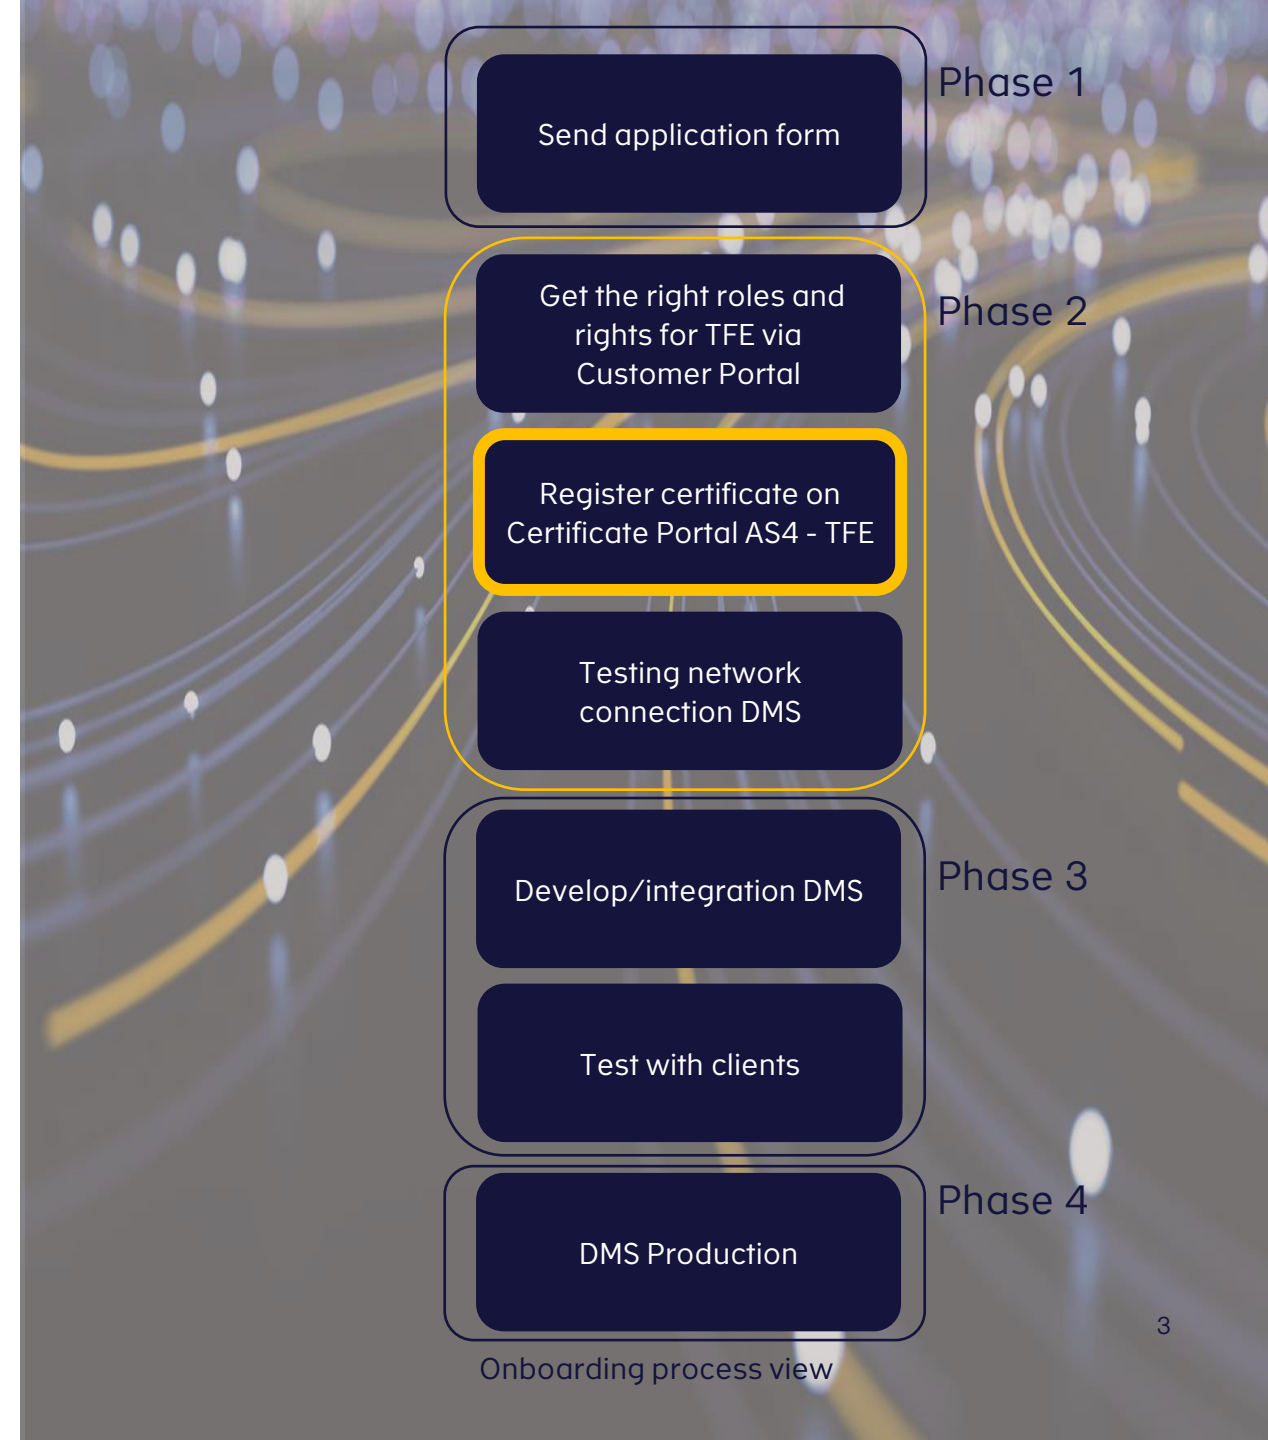 Phase 1
Send application form
Phase 2
Get the right roles and
rights for TFE via
Customer Portal
Register certificate on
Certificate Portal AS4 - TFE
Testing network
connection DMS
Phase 3
Develop/integration DMS
Test with clients
Phase 4
DMS Production
3
Onboarding process view